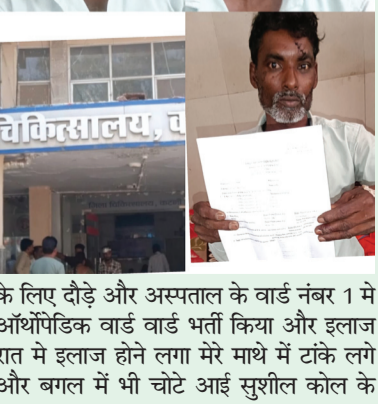 चिकित्सालय,
के लिए दौड़े और अस्पताल के वार्ड नंबर 1 मे
ऑर्थोपेडिक वार्ड वार्ड भर्ती किया और इलाज
रात मे इलाज होने लगा मेरे माथे में टांके लगे
और बगल में भी चोटे आई सुशील कोल के